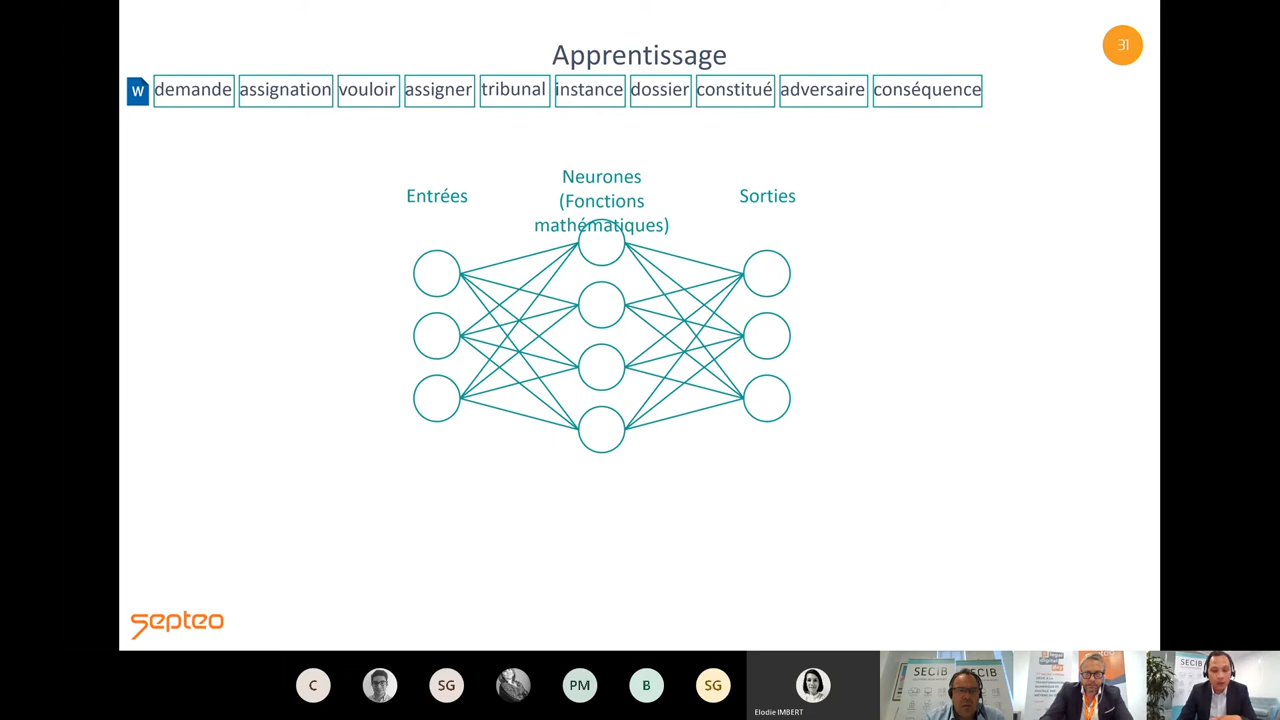 31
Apprentissage
W demande assignation vouloir assigner tribunal instance dossier constitué adversaire conséquence
Entrées
Neurones
(Fonctions
mathématiques)
Sorties
septeo
C
SG
PM
B
SG
Elodie IMBERT
SECIB
SECIB
SECIB